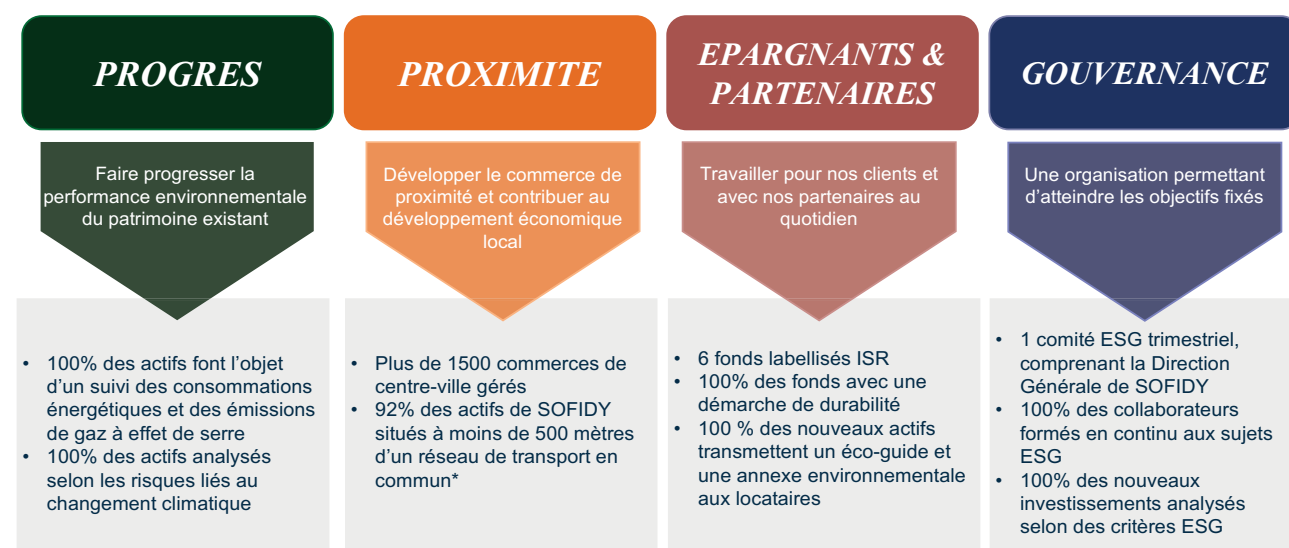 PROGRES
Faire progresser la
performance environnementale
du patrimoine existant
• 100% des actifs font l’objet
d’un suivi des consommations
énergétiques et des émissions
de gaz à effet de serre
• 100% des actifs analysés
selon les risques liés au
changement climatique
PROXIMITE
Développer le commerce de
proximité et contribuer au
développement économique
local
• Plus de 1500 commerces de
centre-ville gérés
• 92% des actifs de SOFIDY
situés à moins de 500 mètres
d’un réseau de transport en
commun*
EPARGNANTS &
PARTENAIRES
Travailler pour nos clients et
avec nos partenaires au
quotidien
• 6 fonds labellisés ISR
• 100% des fonds avec une
démarche de durabilité
• 100 % des nouveaux actifs
transmettent un éco-guide et
une annexe environnementale
aux locataires
GOUVERNANCE
Une organisation permettant
d’atteindre les objectifs fixés
• 1 comité ESG trimestriel,
comprenant la Direction
Générale de SOFIDY
• 100% des collaborateurs
formés en continu aux sujets
ESG
• 100% des nouveaux
investissements analysés
selon des critères ESG